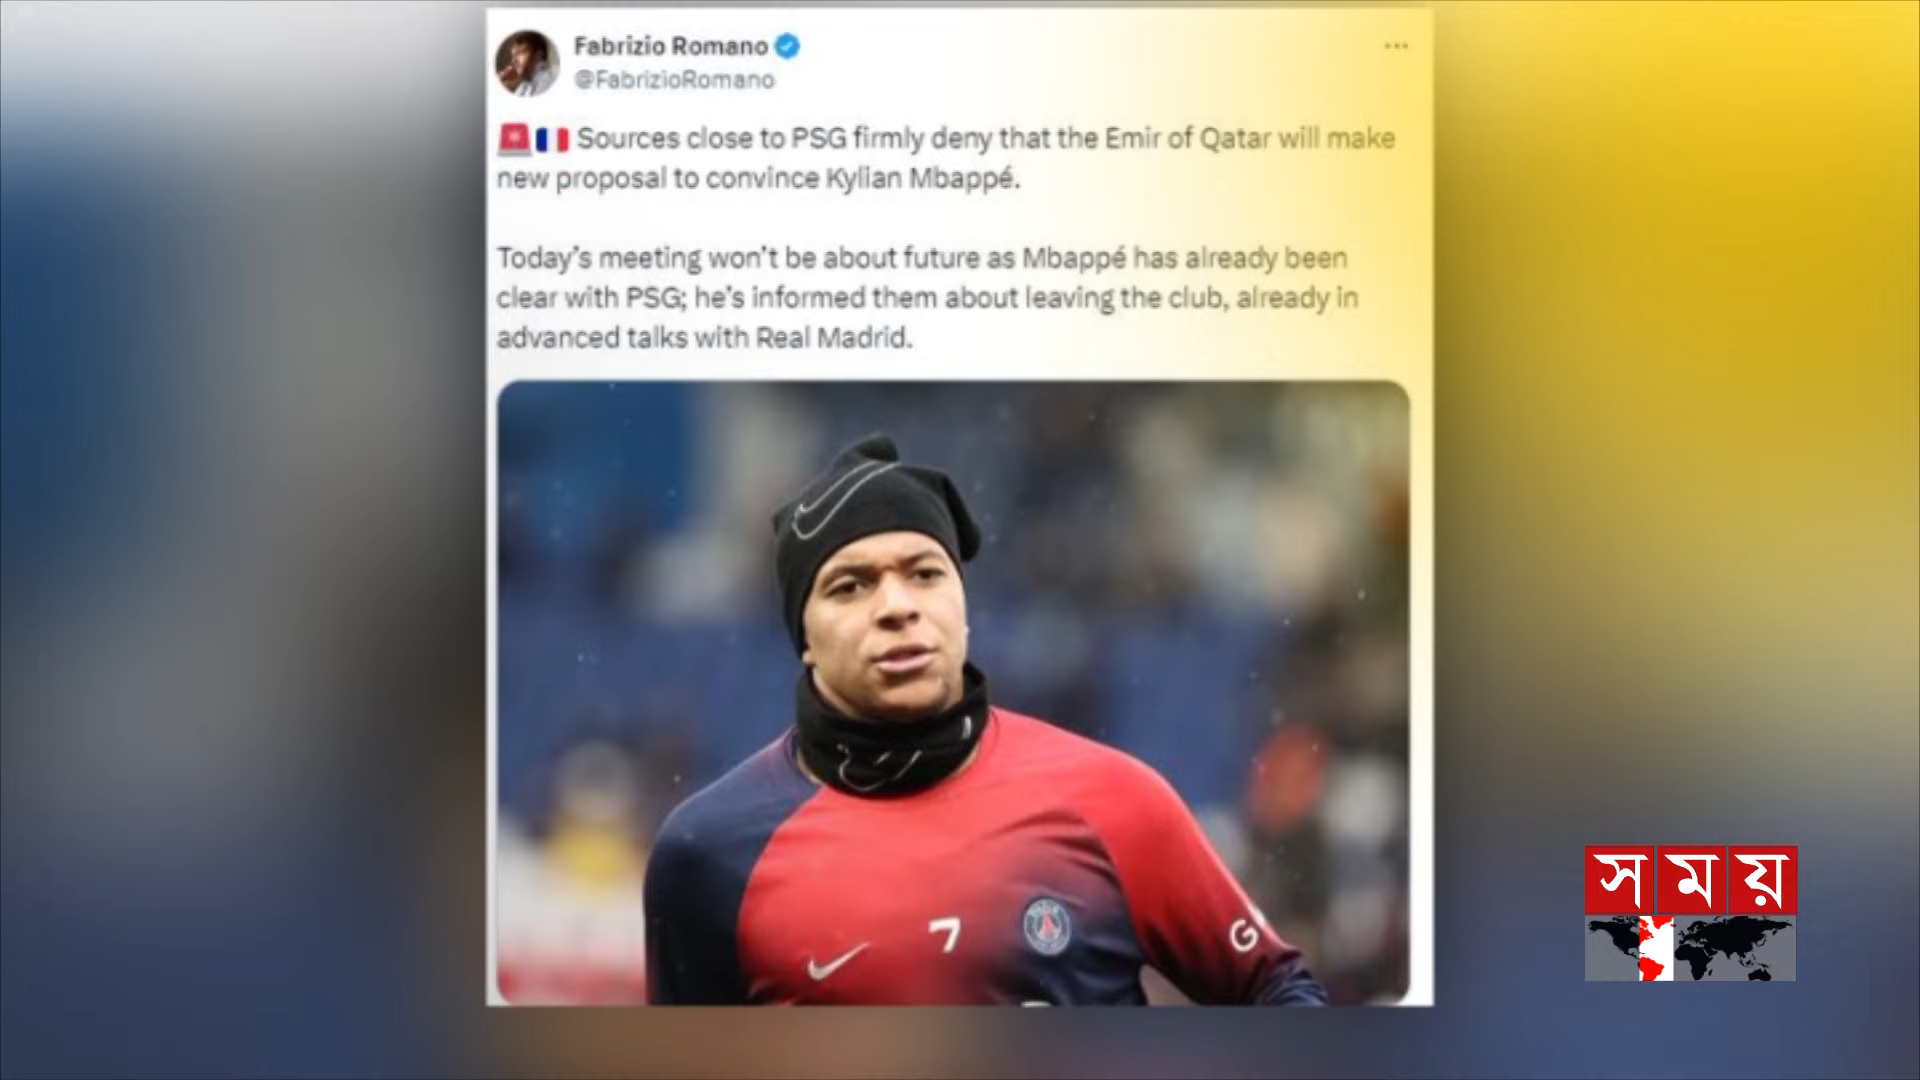 Fabrizio Romano
@FabrizioRomano
🚨🇫🇷 Sources close to PSG firmly deny that the Emir of Qatar will make
new proposal to convince Kylian Mbappé.
Today's meeting won't be about future as Mbappé has already been
clear with PSG; he's informed them about leaving the club, already in
advanced talks with Real Madrid.
7
G
সময়